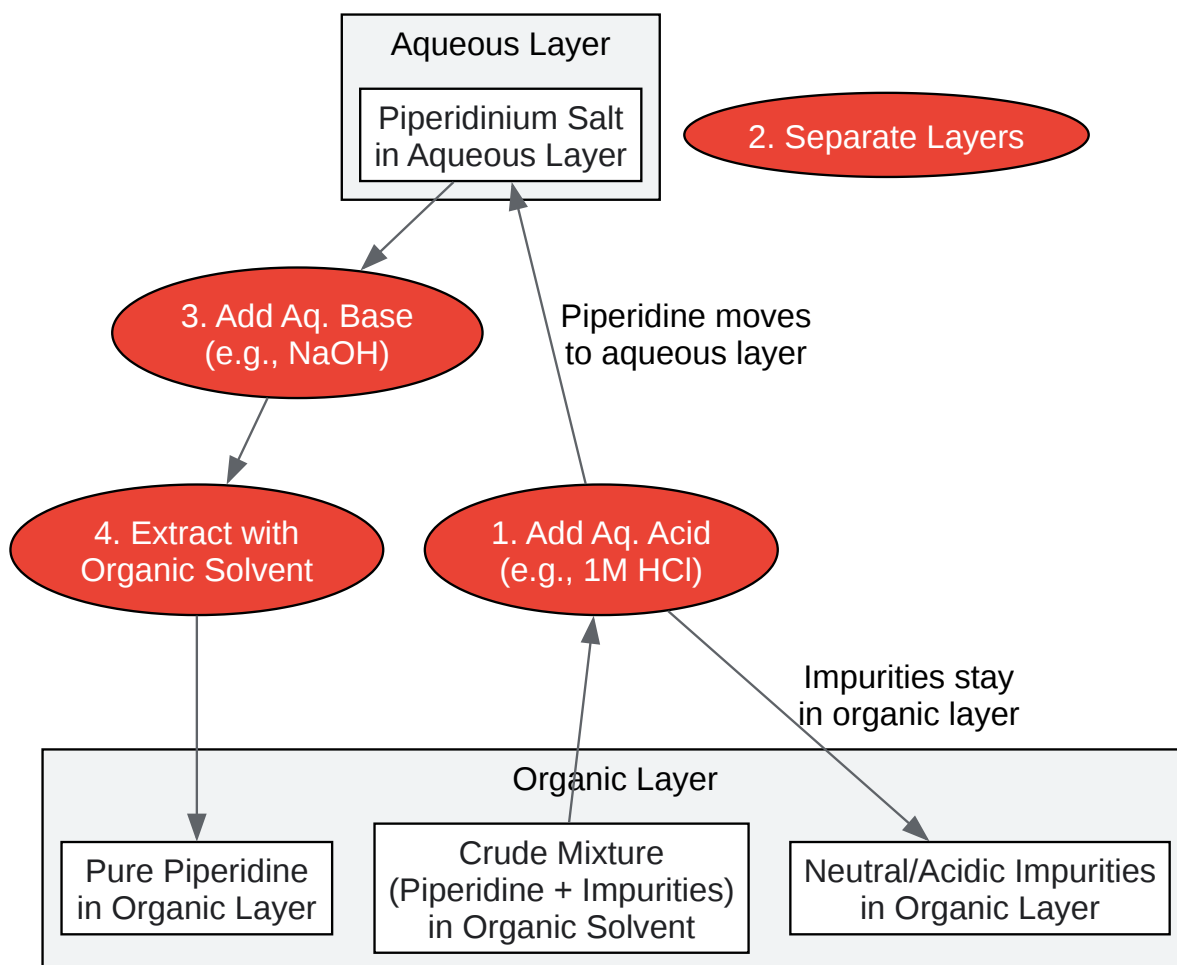 Aqueous Layer
Piperidinium Salt
in Aqueous Layer
2. Separate Layers
3. Add Aq. Base
(e.g., NaOH)
Piperidine moves
to aqueous layer
4. Extract with
Organic Solvent
1. Add Aq. Acid
(e.g., 1M HCl)
Impurities stay
in organic layer
Organic Layer
Pure Piperidine
in Organic Layer
Crude Mixture
(Piperidine + Impurities)
in Organic Solvent
Neutral/Acidic Impurities
in Organic Layer